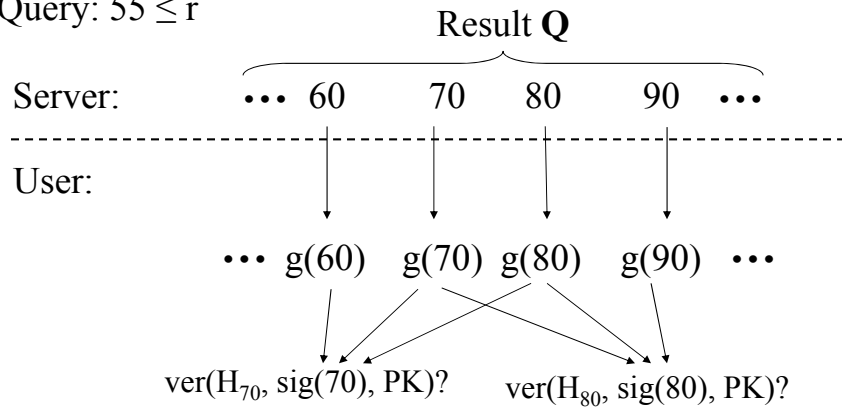 Query: 55 ≤ r
Result Q
Server: ••• 60 70 80 90 •••
User:
••• g(60) g(70) g(80) g(90) •••
ver(H₇₀, sig(70), PK)? ver(H₈₀, sig(80), PK)?